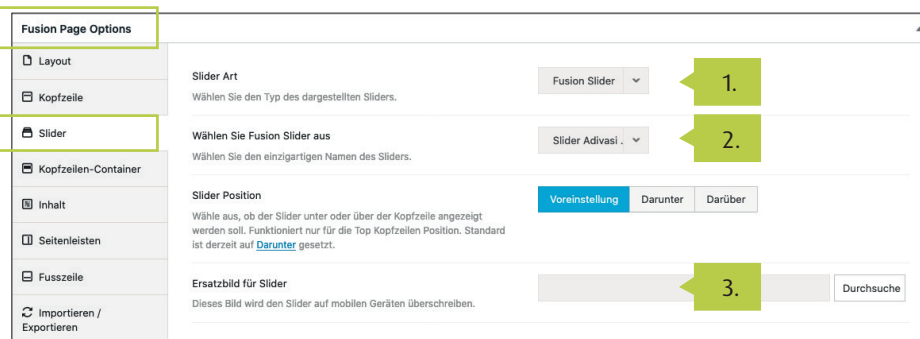 Fusion Page Options
Layout
Kopfzeile
Slider
Kopfzeilen-Container
Inhalt
Seitenleisten
Fusszeile
Importieren /
Exportieren
Slider Art
Wählen Sie den Typ des dargestellten Sliders.
Fusion Slider
1.
Wählen Sie Fusion Slider aus
Wählen Sie den einzigartigen Namen des Sliders.
Slider Adivasi .
2.
Slider Position
Wähle aus, ob der Slider unter oder über der Kopfzeile angezeigt
werden soll. Funktioniert nur für die Top Kopfzeilen Position. Standard
ist derzeit auf Darunter gesetzt.
Voreinstellung Darunter Darüber
Ersatzbild für Slider
Dieses Bild wird den Slider auf mobilen Geräten überschreiben.
3.
Durchsuche